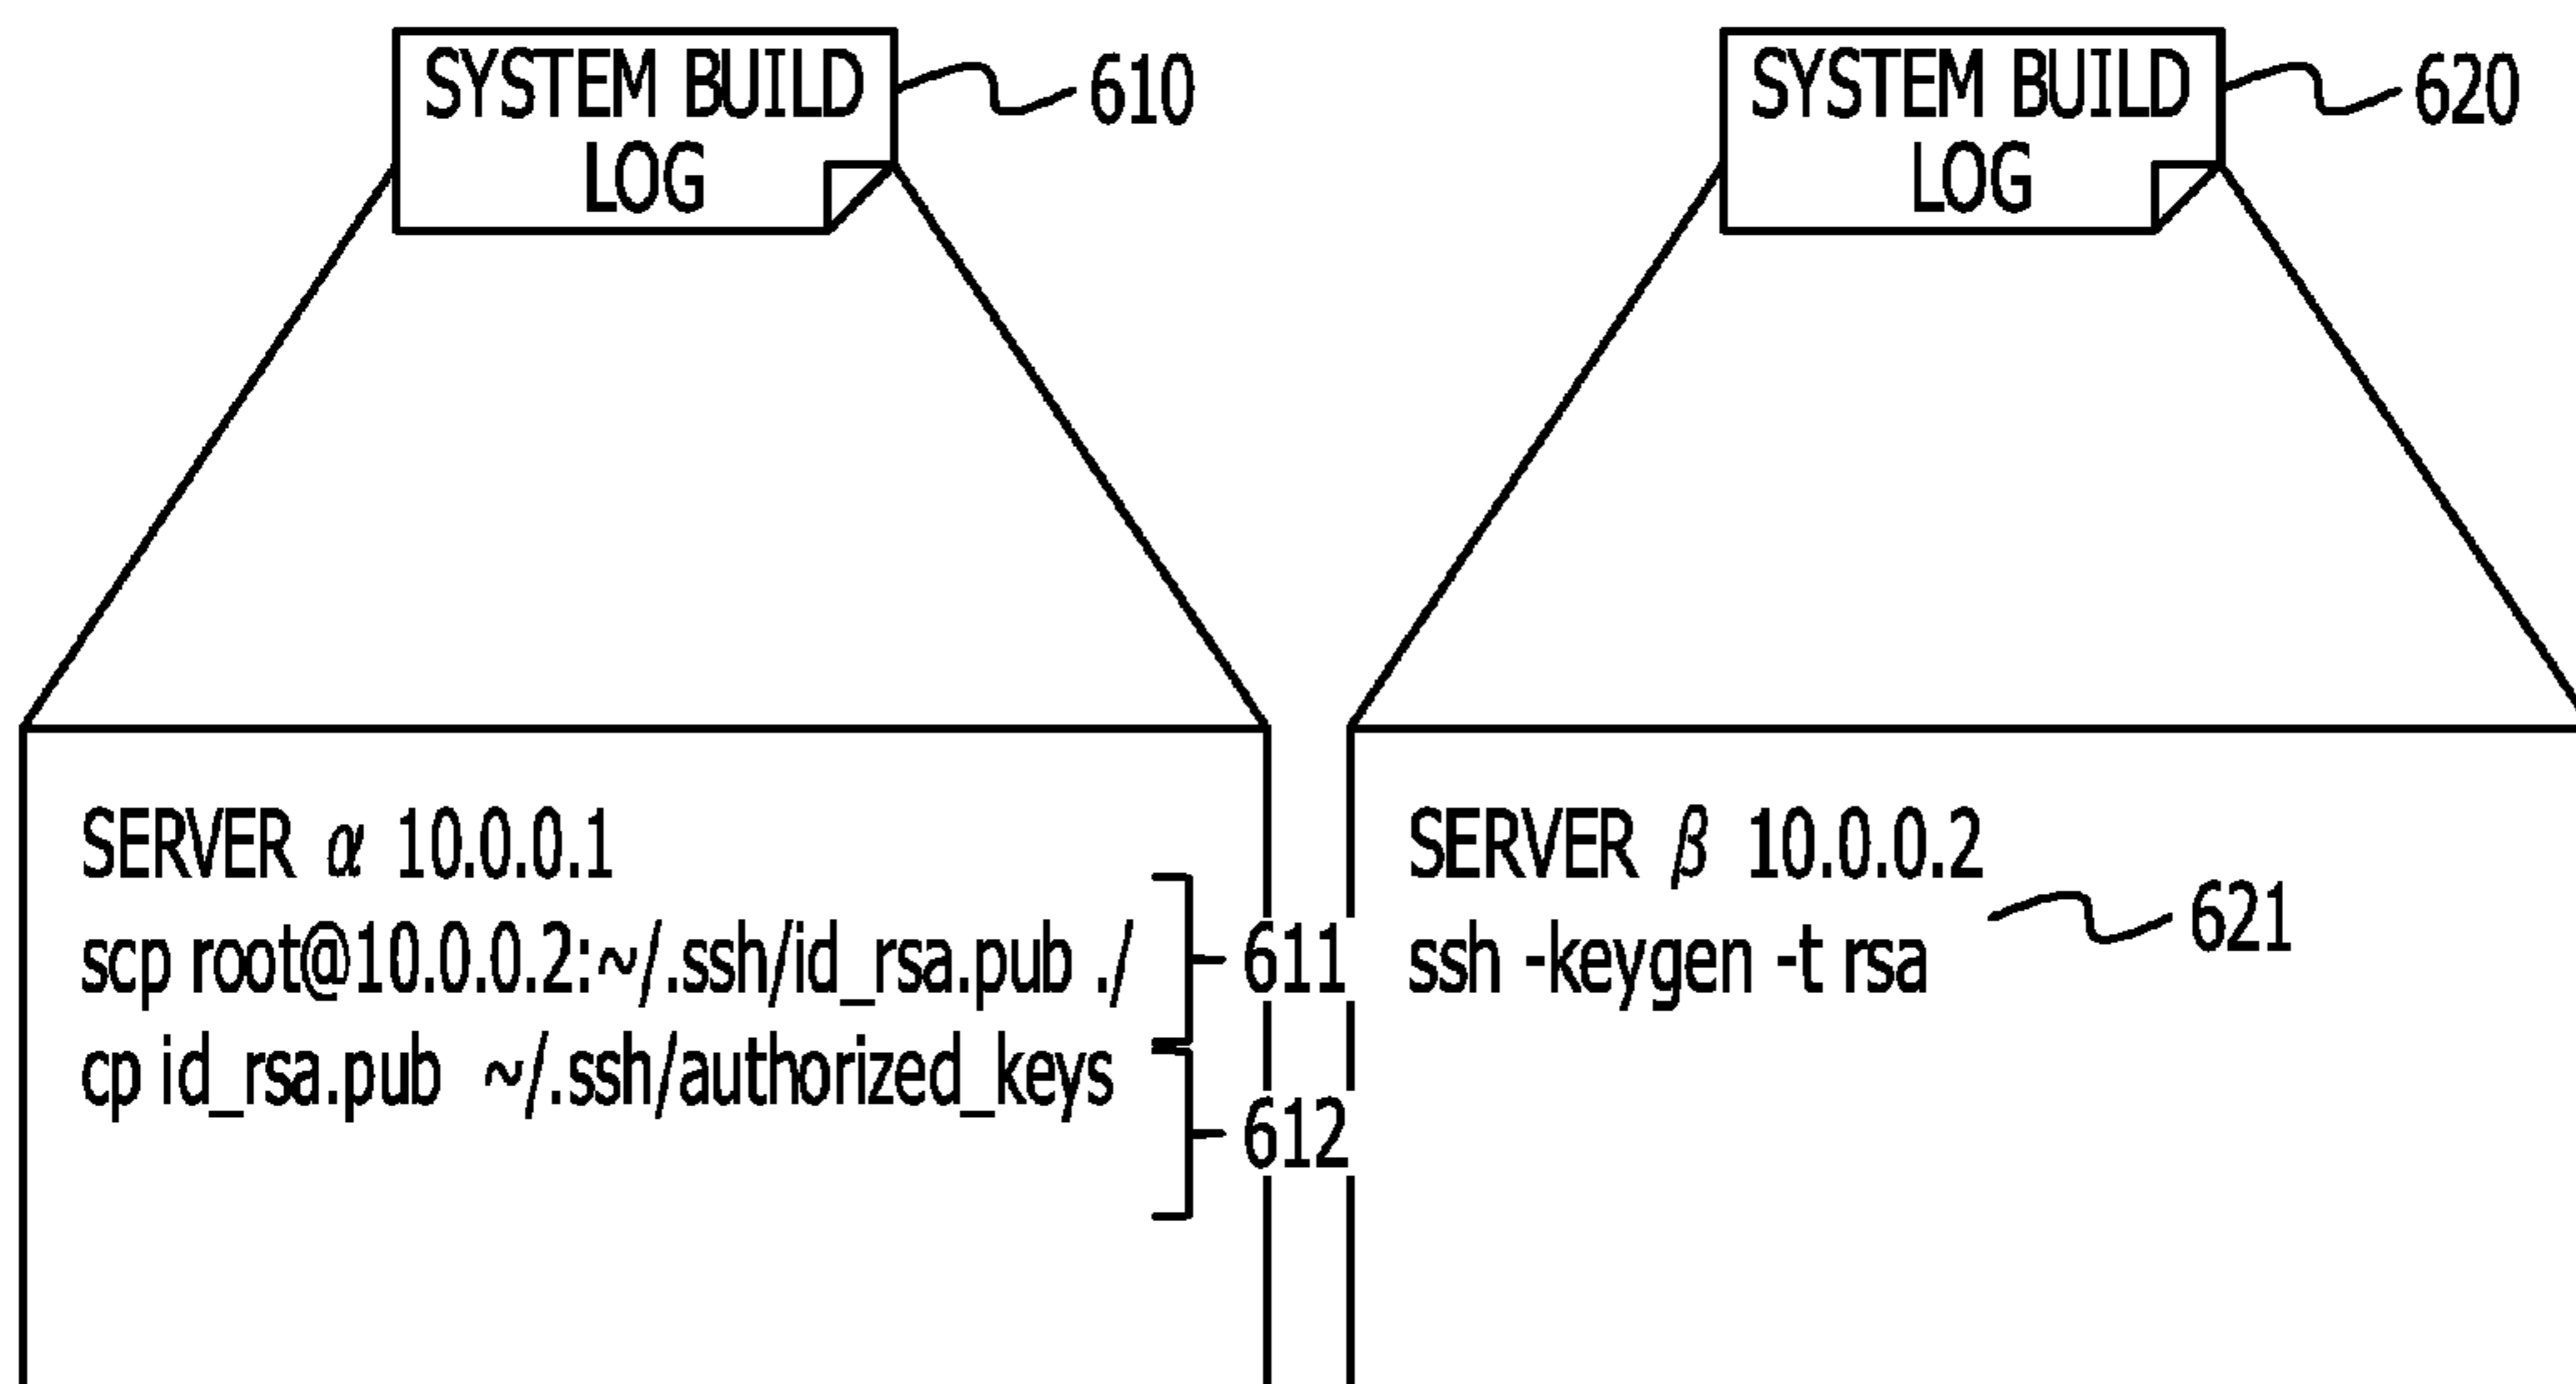 SYSTEM BUILD
LOG
610
SYSTEM BUILD
LOG
620
SERVER α 10.0.0.1
scp root@10.0.0.2:~/.ssh/id_rsa.pub ./
611
cp id_rsa.pub ~/.ssh/authorized_keys
612
SERVER β 10.0.0.2
621
ssh -keygen -t rsa